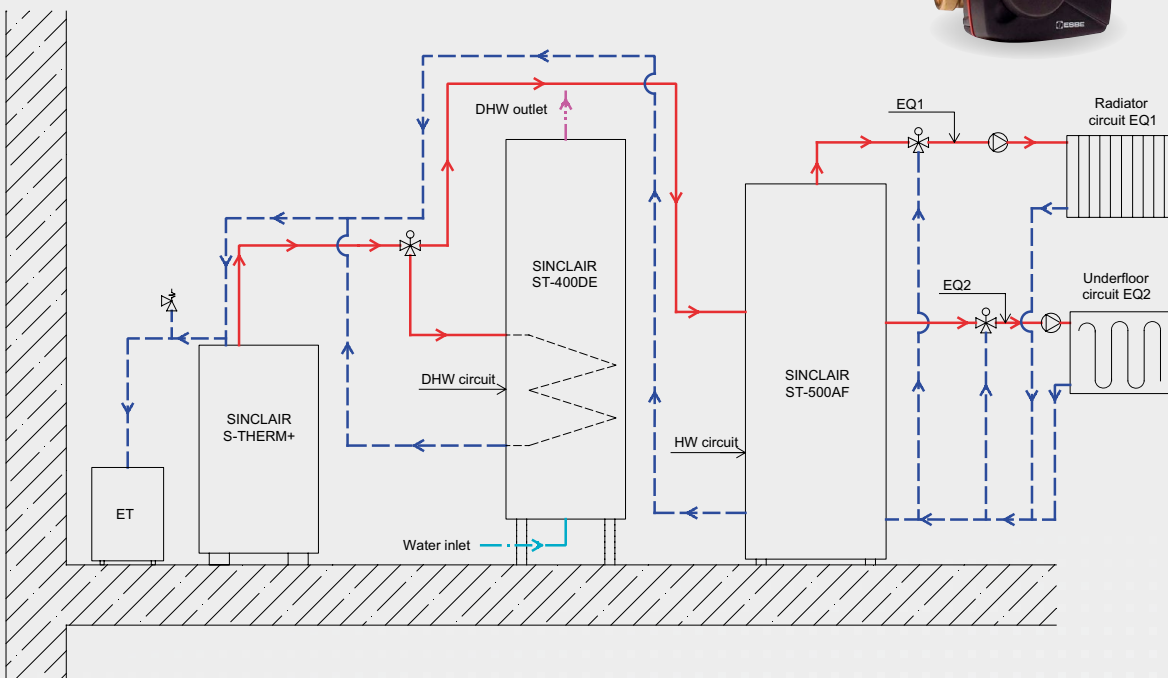 ESBE
DHW outlet
EQ1
Radiator
circuit EQ1
SINCLAIR
ST-400DE
EQ2
Underfloor
circuit EQ2
DHW circuit
SINCLAIR
ST-500AF
SINCLAIR
S-THERM+
HW circuit
ET
Water inlet